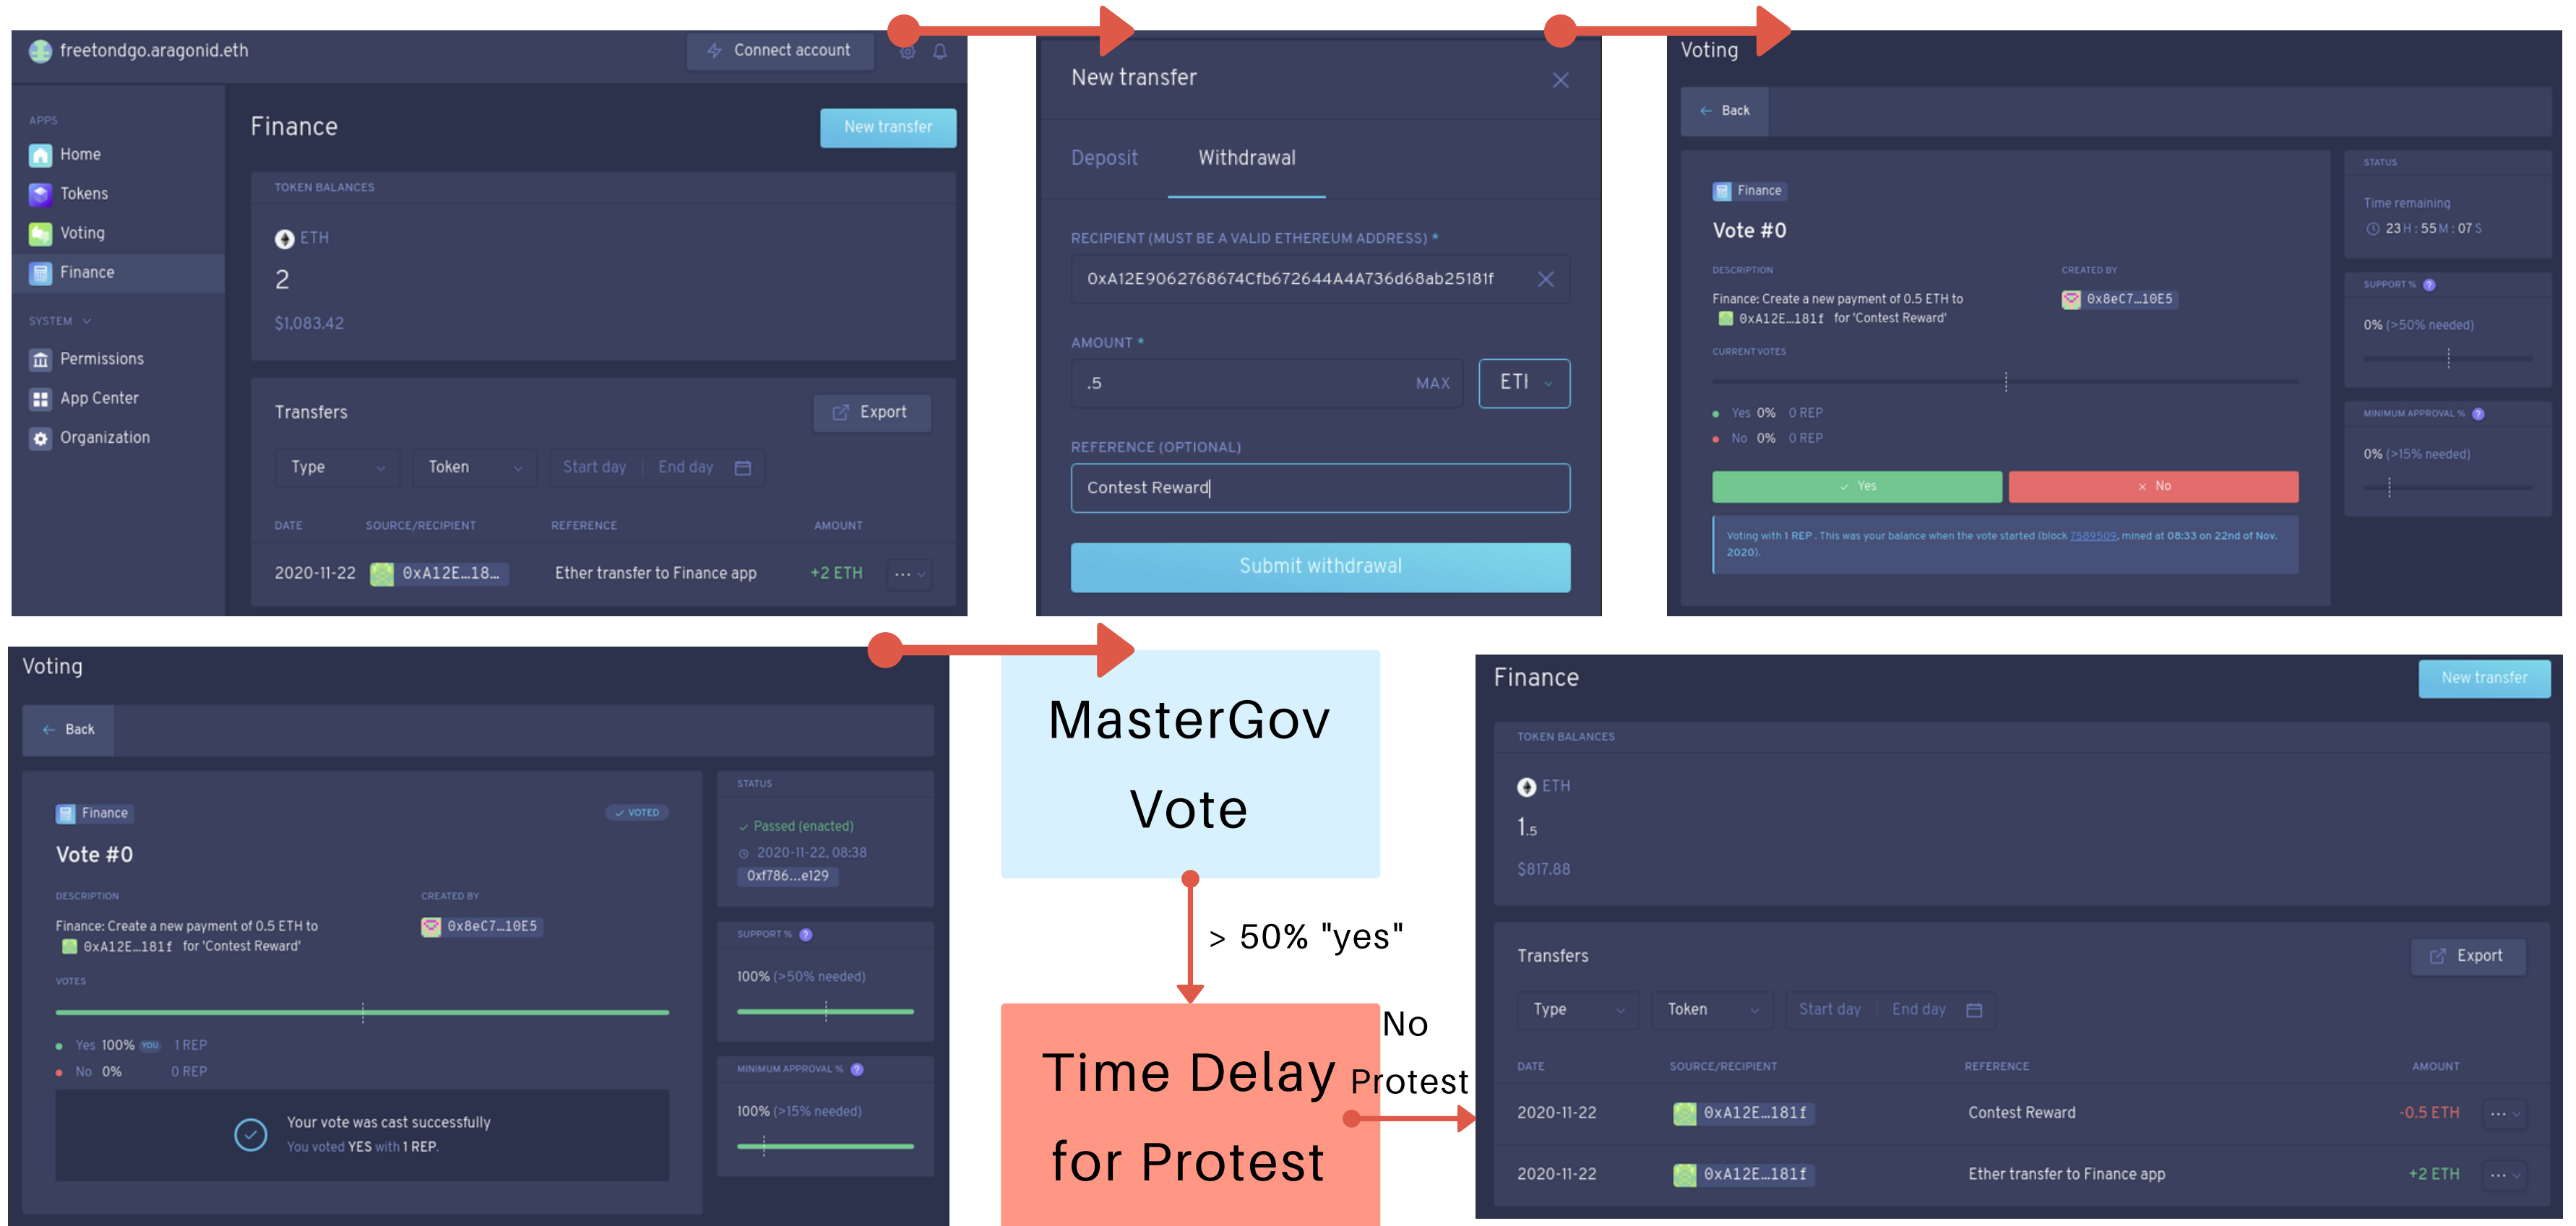 freetondgo.aragonid.eth
Connect account
APPS
Home
Tokens
Voting
Finance
SYSTEM
Permissions
App Center
Organization
Finance
New transfer
TOKEN BALANCES
ETH
2
$1,083.42
Transfers
Export
Type
Token
Start day
End day
DATE SOURCE/RECIPIENT REFERENCE AMOUNT
2020-11-22 0xA12E…18… Ether transfer to Finance app +2 ETH
New transfer
Deposit
Withdrawal
RECIPIENT (MUST BE A VALID ETHEREUM ADDRESS) *
0xA12E9062768674Cfb672644A4A736d68ab25181f
AMOUNT *
.5
MAX
ETH
REFERENCE (OPTIONAL)
Contest Reward
Submit withdrawal
Voting
Back
Finance
Vote #0
DESCRIPTION
Finance: Create a new payment of 0.5 ETH to
0xA12E…181f for 'Contest Reward'
CREATED BY
0x8eC7…10E5
CURRENT VOTES
Yes 0% 0 REP
No 0% 0 REP
Yes
No
Voting with 1 REP . This was your balance when the vote started (block 7589509, mined at 08:33 on 22nd of Nov.
2020).
STATUS
Time remaining
23 H : 55 M : 07 S
SUPPORT % ?
0% (>50% needed)
MINIMUM APPROVAL % ?
0% (>15% needed)
Voting
Back
Finance
VOTED
Vote #0
DESCRIPTION
Finance: Create a new payment of 0.5 ETH to
0xA12E…181f for 'Contest Reward'
CREATED BY
0x8eC7…10E5
VOTES
Yes 100% YOU 1 REP
No 0% 0 REP
Your vote was cast successfully
You voted YES with 1 REP.
STATUS
Passed (enacted)
2020-11-22, 08:38
0xf786…e129
SUPPORT % ?
100% (>50% needed)
MINIMUM APPROVAL % ?
100% (>15% needed)
MasterGov
Vote
> 50% "yes"
Time Delay
for Protest
No
Protest
Finance
New transfer
TOKEN BALANCES
ETH
1.5
$817.88
Transfers
Export
Type
Token
Start day
End day
DATE SOURCE/RECIPIENT REFERENCE AMOUNT
2020-11-22 0xA12E…181f Contest Reward -0.5 ETH
2020-11-22 0xA12E…181f Ether transfer to Finance app +2 ETH